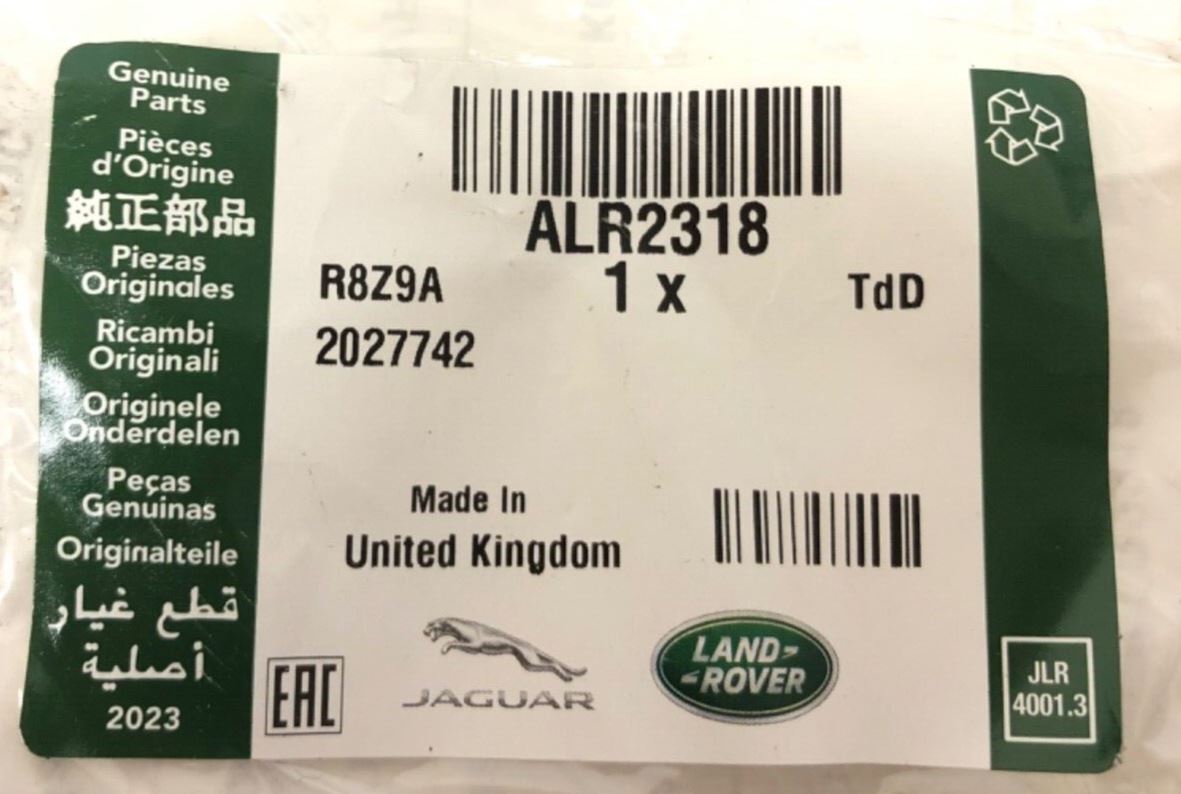 Genuine
Parts
Pièces
d'Origine
純正部品
Piezas
Originales
Ricambi
Originali
Originele
Onderdelen
Peças
Genuinas
Originalteile
قطع غيار
أصلية
2023
ALR2318
R8Z9A 1 x TdD
2027742
Made In
United Kingdom
EAC
JAGUAR
LAND-
-ROVER
JLR
4001.3